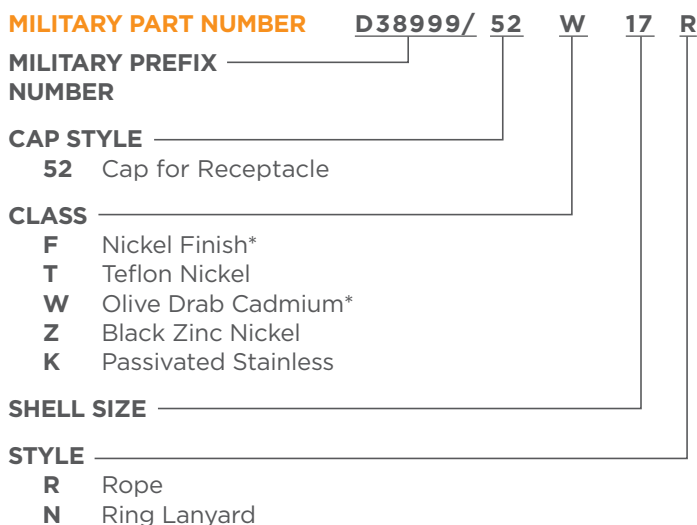 MILITARY PART NUMBER D38999/ 52 W 17 R
MILITARY PREFIX
NUMBER
CAP STYLE
52 Cap for Receptacle
CLASS
F Nickel Finish*
T Teflon Nickel
W Olive Drab Cadmium*
Z Black Zinc Nickel
K Passivated Stainless
SHELL SIZE
STYLE
R Rope
N Ring Lanyard